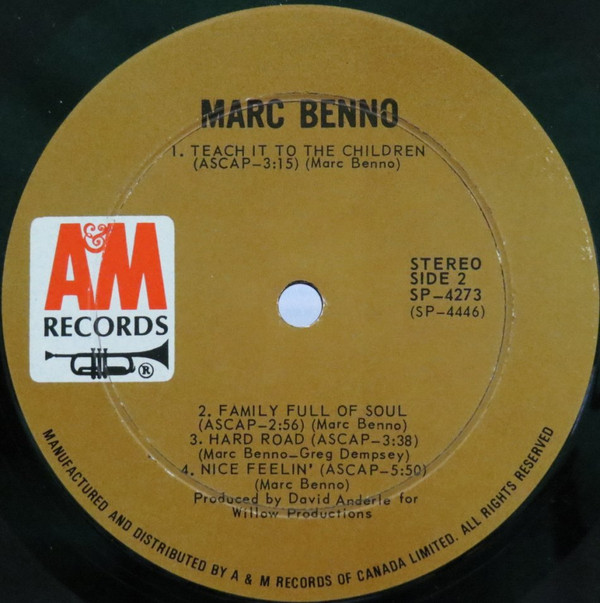 MARC BENNO
1. TEACH IT TO THE CHILDREN
(ASCAP–3:15) (Marc Benno)
A&M
RECORDS
®
STEREO
SIDE 2
SP–4273
(SP–4446)
2. FAMILY FULL OF SOUL
(ASCAP–2:56) (Marc Benno)
3. HARD ROAD (ASCAP–3:38)
(Marc Benno–Greg Dempsey)
4. NICE FEELIN' (ASCAP–5:50)
(Marc Benno)
Produced by David Anderle for
Willow Productions
MANUFACTURED AND DISTRIBUTED BY A & M RECORDS OF CANADA LIMITED. ALL RIGHTS RESERVED